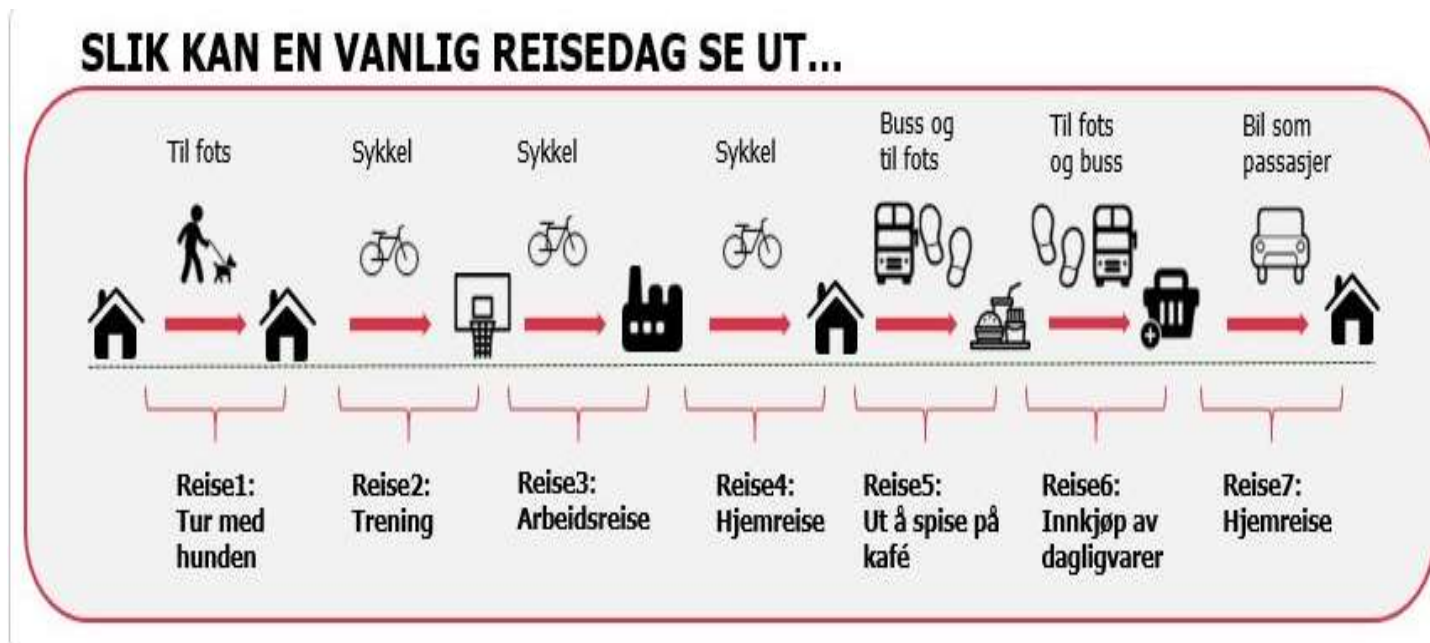 SLIK KAN EN VANLIG REISEDAG SE UT...
Til fots
Sykkel
Sykkel
Sykkel
Buss og
til fots
Til fots
og buss
Bil som
passasjer
Reise1:
Tur med
hunden
Reise2:
Trening
Reise3:
Arbeidsreise
Reise4:
Hjemreise
Reise5:
Ut å spise på
kafé
Reise6:
Innkjøp av
dagligvarer
Reise7:
Hjemreise